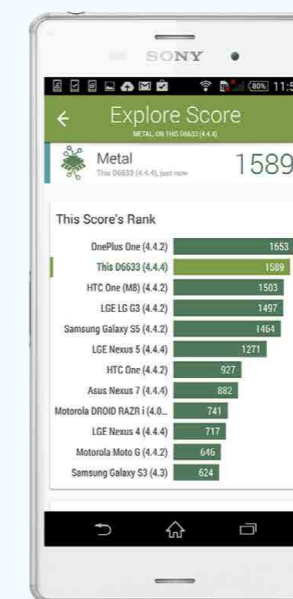 SONY
80% 11:5
Explore Score
METAL, ON THIS D6633 (4.4.4)
Metal
This D6633 (4.4.4), just now
1589
This Score's Rank
OnePlus One (4.4.2) 1653
This D6633 (4.4.4) 1589
HTC One (M8) (4.4.2) 1503
LGE LG G3 (4.4.2) 1497
Samsung Galaxy S5 (4.4.2) 1464
LGE Nexus 5 (4.4.4) 1271
HTC One (4.4.2) 927
Asus Nexus 7 (4.4.4) 882
Motorola DROID RAZR i (4.0... 741
LGE Nexus 4 (4.4.4) 717
Motorola Moto G (4.4.2) 646
Samsung Galaxy S3 (4.3) 624